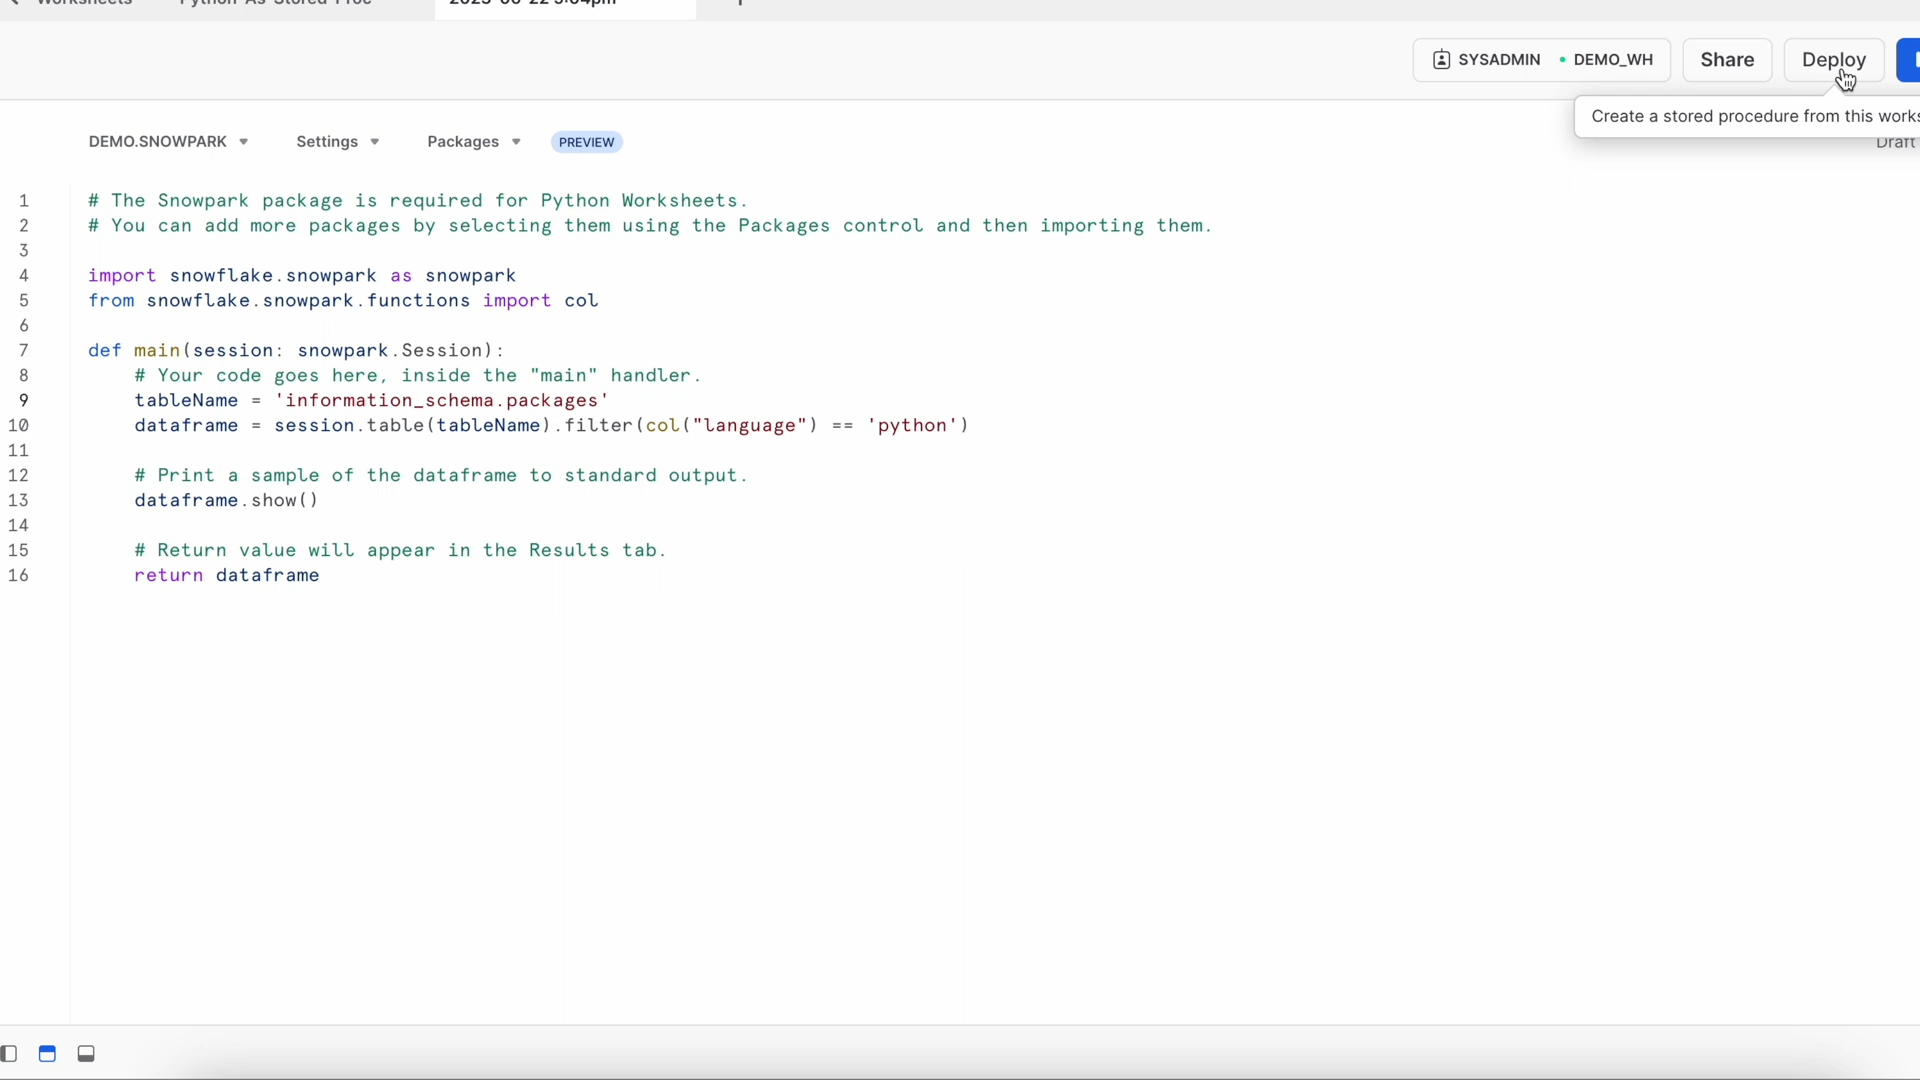 Worksheets Python As Stored Proc
SYSADMIN • DEMO_WH Share Deploy
Create a stored procedure from this works
DEMO.SNOWPARK Settings Packages PREVIEW Draft
1 # The Snowpark package is required for Python Worksheets.
2 # You can add more packages by selecting them using the Packages control and then importing them.
3
4 import snowflake.snowpark as snowpark
5 from snowflake.snowpark.functions import col
6
7 def main(session: snowpark.Session):
8 # Your code goes here, inside the "main" handler.
9 tableName = 'information_schema.packages'
10 dataframe = session.table(tableName).filter(col("language") == 'python')
11
12 # Print a sample of the dataframe to standard output.
13 dataframe.show()
14
15 # Return value will appear in the Results tab.
16 return dataframe